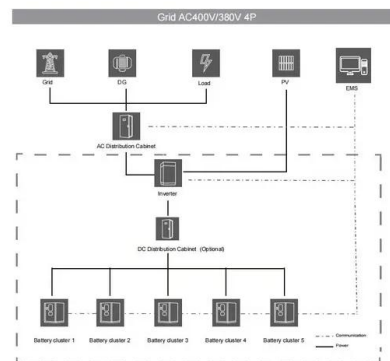 Grid AC400V/380V 4P
Grid
DG
Load
PV
EMS
AC Distribution Cabinet
Inverter
DC Distribution Cabinet (Optional)
Battery cluster 1
Battery cluster 2
Battery cluster 3
Battery cluster 4
Battery cluster 5
Communication
Power